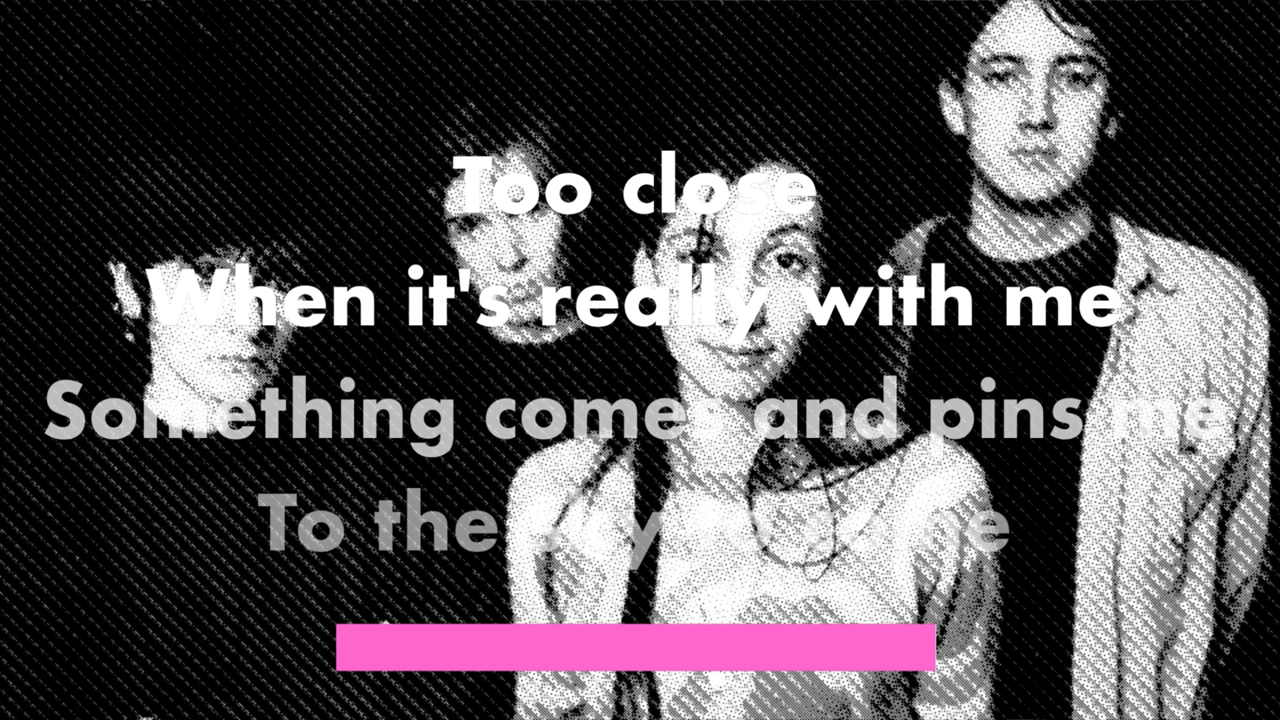 Too close
When it's really with me
Something comes and pins me
To the